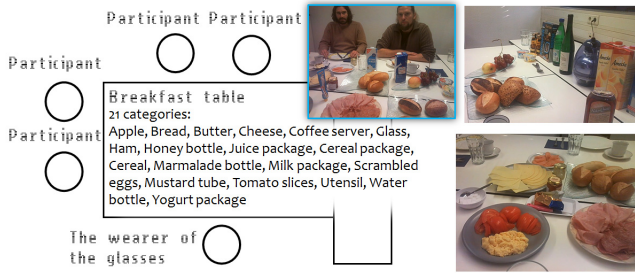 Participant Participant
Participant
Participant
Breakfast table
21 categories:
Apple, Bread, Butter, Cheese, Coffee server, Glass,
Ham, Honey bottle, Juice package, Cereal package,
Cereal, Marmalade bottle, Milk package, Scrambled
eggs, Mustard tube, Tomato slices, Utensil, Water
bottle, Yogurt package
The wearer of
the glasses